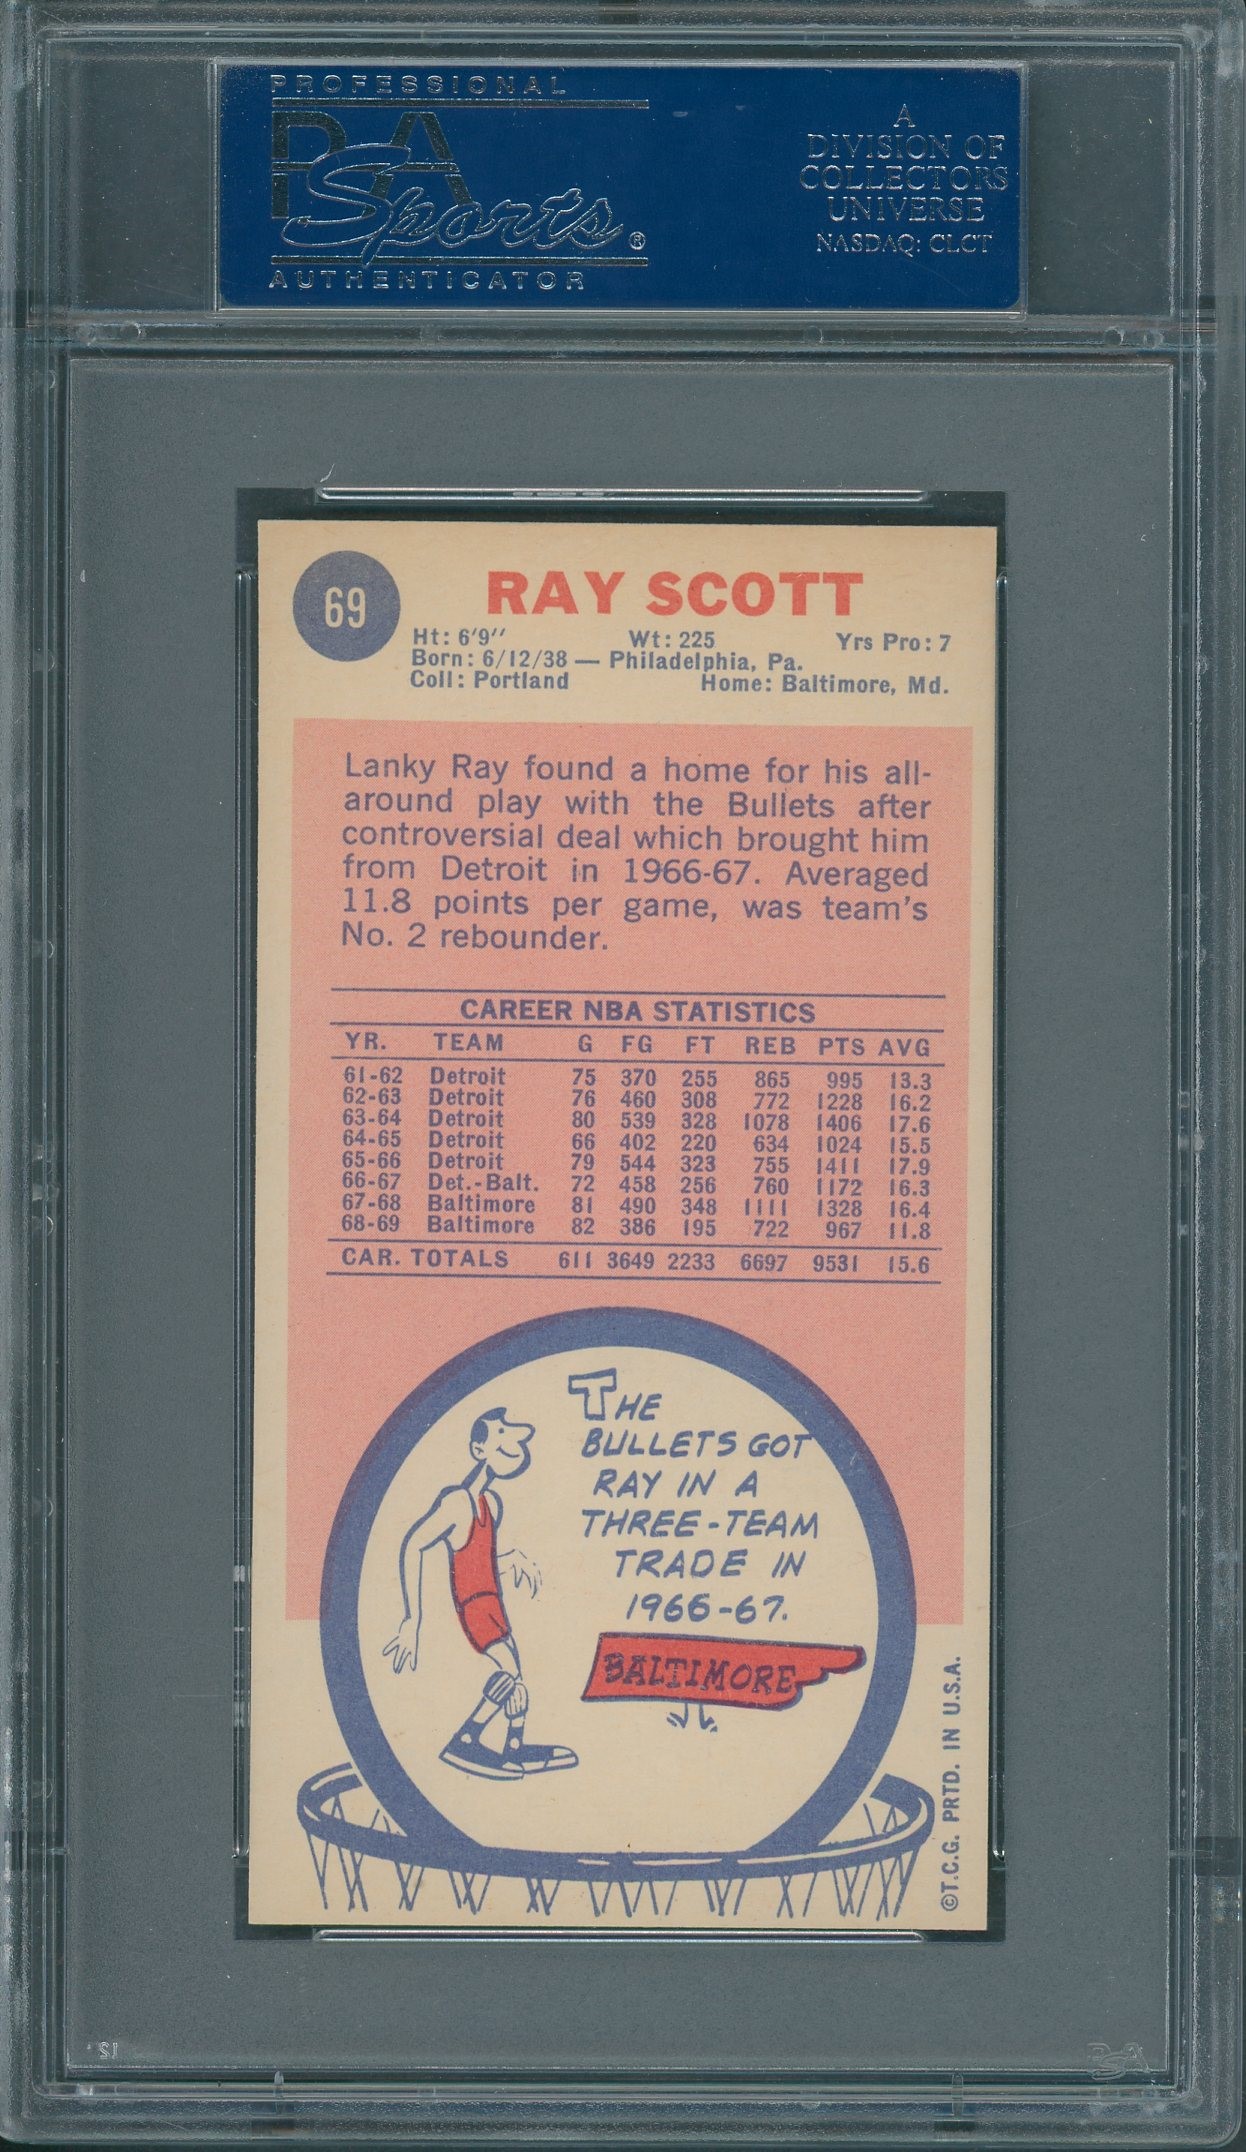 PROFESSIONAL
PSA
Sports®
AUTHENTICATOR
A
DIVISION OF
COLLECTORS
UNIVERSE
NASDAQ: CLCT
69
RAY SCOTT
Ht: 6'9" Wt: 225 Yrs Pro: 7
Born: 6/12/38 — Philadelphia, Pa.
Coll: Portland Home: Baltimore, Md.
Lanky Ray found a home for his all-
around play with the Bullets after
controversial deal which brought him
from Detroit in 1966-67. Averaged
11.8 points per game, was team's
No. 2 rebounder.
CAREER NBA STATISTICS
YR. TEAM G FG FT REB PTS AVG
61-62 Detroit 75 370 255 865 995 13.3
62-63 Detroit 76 460 308 772 1228 16.2
63-64 Detroit 80 539 328 1078 1406 17.6
64-65 Detroit 66 402 220 634 1024 15.5
65-66 Detroit 79 544 323 755 1411 17.9
66-67 Det.-Balt. 72 458 256 760 1172 16.3
67-68 Baltimore 81 490 348 1111 1328 16.4
68-69 Baltimore 82 386 195 722 967 11.8
CAR. TOTALS 611 3649 2233 6697 9531 15.6
THE
BULLETS GOT
RAY IN A
THREE-TEAM
TRADE IN
1966-67.
BALTIMORE
©T.C.G. PRTD. IN U.S.A.
12
PSA